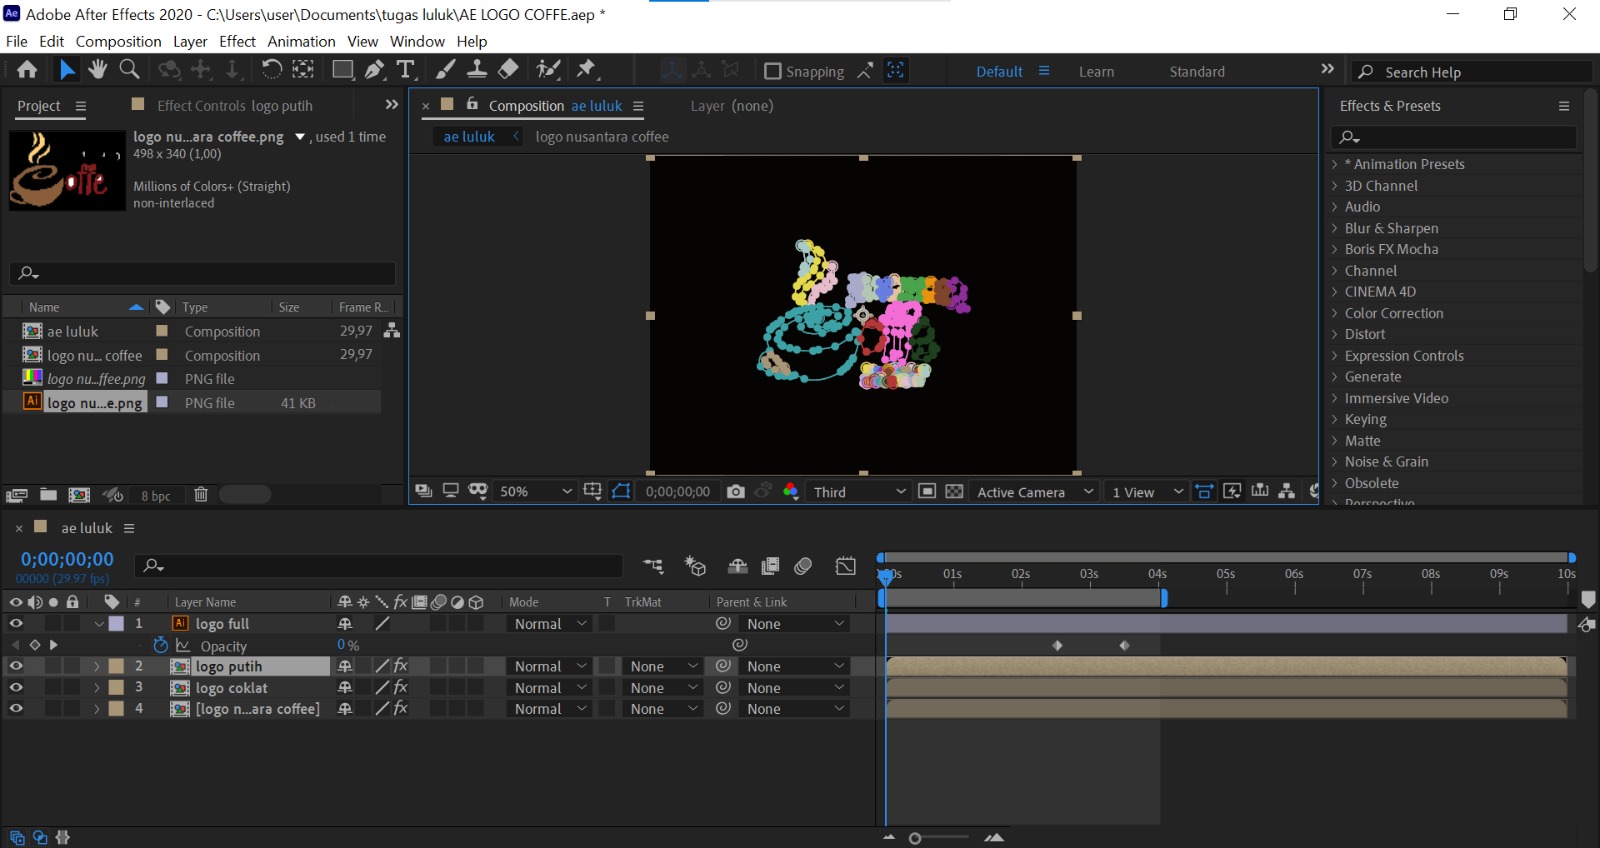 Adobe After Effects 2020 - C:\Users\user\Documents\tugas luluk\AE LOGO COFFE.aep *
File Edit Composition Layer Effect Animation View Window Help
Snapping Default Learn Standard Search Help
Project Effect Controls logo putih
logo nu...ara coffee.png , used 1 time
498 x 340 (1,00)
Millions of Colors+ (Straight)
non-interlaced
Name Type Size Frame R...
ae luluk Composition 29,97
logo nu... coffee Composition 29,97
logo nu...ffee.png PNG file
Ai logo nu...e.png PNG file 41 KB
8 bpc
Composition ae luluk Layer (none)
ae luluk < logo nusantara coffee
50% 0;00;00;00 Third Active Camera 1 View
Effects & Presets
* Animation Presets
3D Channel
Audio
Blur & Sharpen
Boris FX Mocha
Channel
CINEMA 4D
Color Correction
Distort
Expression Controls
Generate
Immersive Video
Keying
Matte
Noise & Grain
Obsolete
Perspective
ae luluk
0;00;00;00
00000 (29.97 fps)
01s 02s 03s 04s 05s 06s 07s 08s 09s 10s
# Layer Name fx Mode T TrkMat Parent & Link
1 Ai logo full Normal None
Opacity 0 %
2 logo putih fx Normal None None
3 logo coklat fx Normal None None
4 [logo n...ara coffee] fx Normal None None